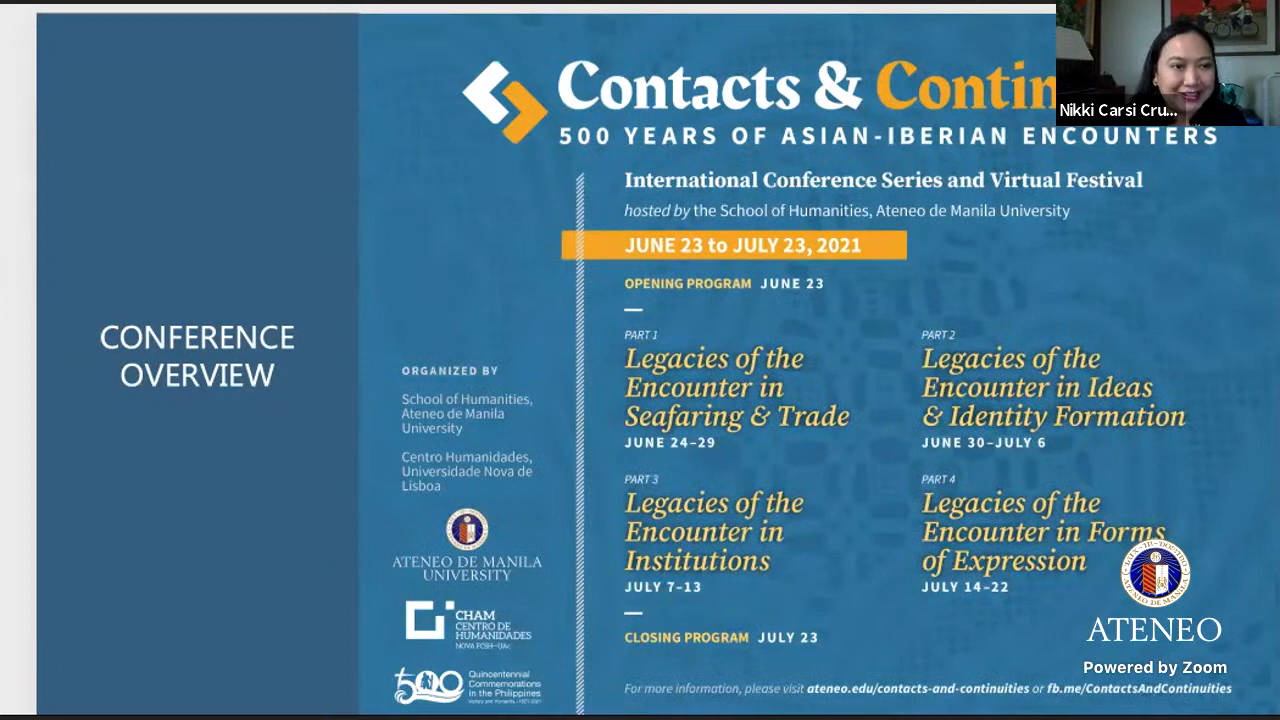 CONFERENCE
OVERVIEW
Contacts & Contin
500 YEARS OF ASIAN-IBERIAN ENCOUNTERS
Nikki Carsi Cru...
International Conference Series and Virtual Festival
hosted by the School of Humanities, Ateneo de Manila University
JUNE 23 to JULY 23, 2021
OPENING PROGRAM JUNE 23
PART 1
Legacies of the
Encounter in
Seafaring & Trade
JUNE 24–29
PART 2
Legacies of the
Encounter in Ideas
& Identity Formation
JUNE 30–JULY 6
PART 3
Legacies of the
Encounter in
Institutions
JULY 7–13
PART 4
Legacies of the
Encounter in Forms
of Expression
JULY 14–22
CLOSING PROGRAM JULY 23
ORGANIZED BY
School of Humanities,
Ateneo de Manila
University
Centro Humanidades,
Universidade Nova de
Lisboa
ATENEO DE MANILA
UNIVERSITY
CHAM
CENTRO DE
HUMANIDADES
NOVA FCSH—UAc
500
Quincentennial
Commemorations
in the Philippines
ATENEO
Powered by Zoom
For more information, please visit ateneo.edu/contacts-and-continuities or fb.me/ContactsAndContinuities